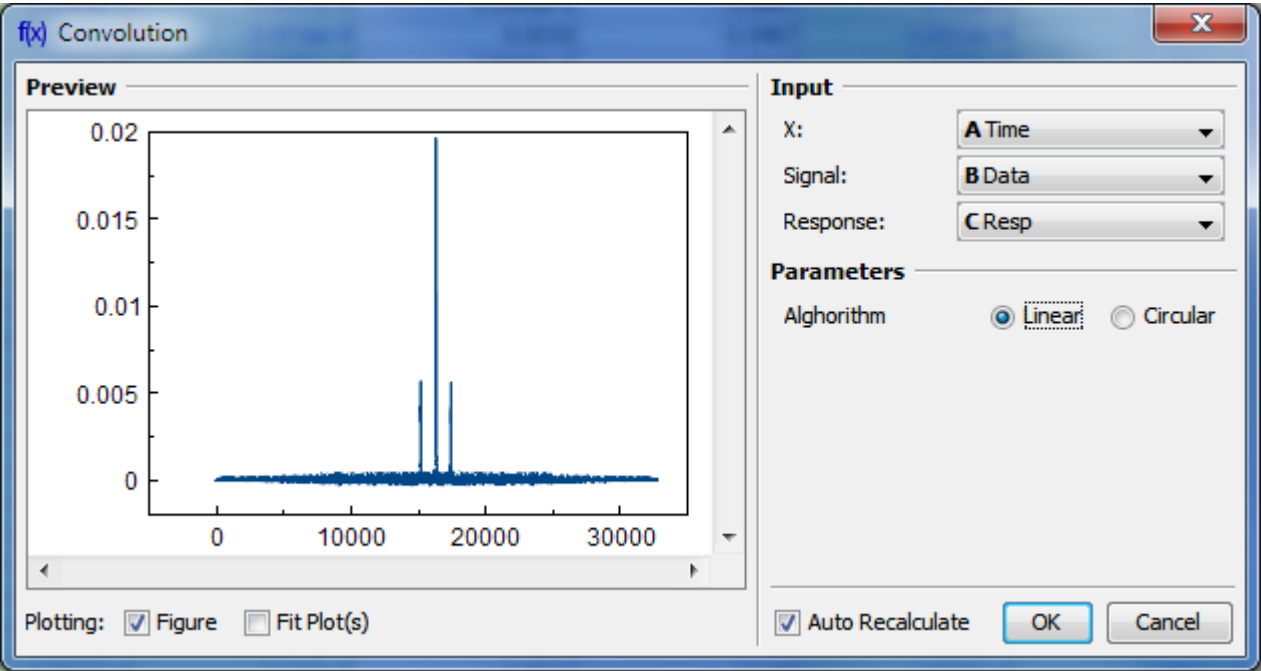 f(x) Convolution
Preview
0.02
0.015
0.01
0.005
0
0 10000 20000 30000
Plotting: Figure Fit Plot(s)
Input
X: A Time
Signal: B Data
Response: C Resp
Parameters
Alghorithm Linear Circular
Auto Recalculate OK Cancel